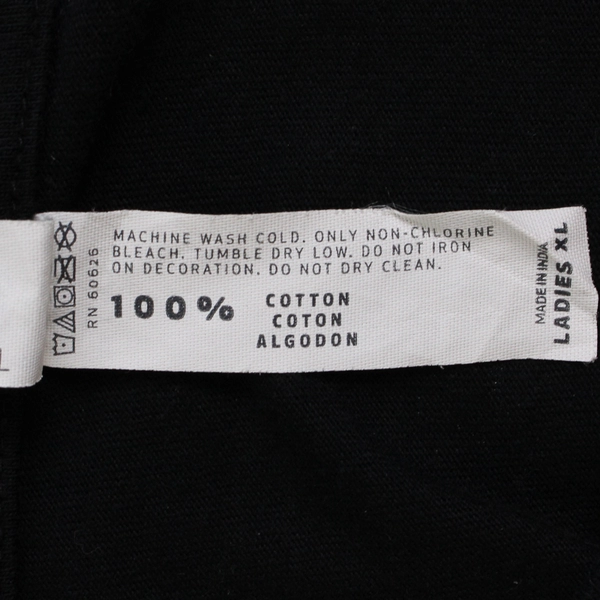 MACHINE WASH COLD. ONLY NON-CHLORINE
BLEACH. TUMBLE DRY LOW. DO NOT IRON
ON DECORATION. DO NOT DRY CLEAN.
100%
COTTON
COTON
ALGODON
RN 60626
MADE IN INDIA
LADIES XL
L